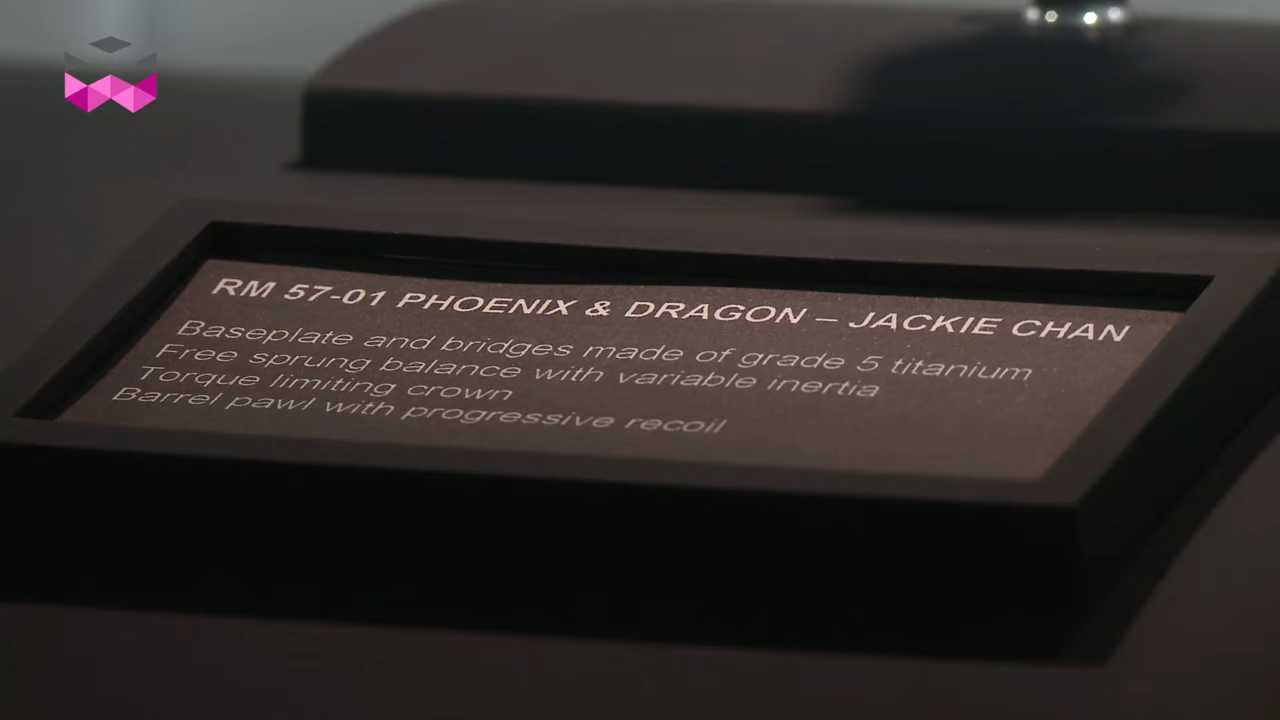 RM 57-01 PHOENIX & DRAGON – JACKIE CHAN
Baseplate and bridges made of grade 5 titanium
Free sprung balance with variable inertia
Torque limiting crown
Barrel pawl with progressive recoil